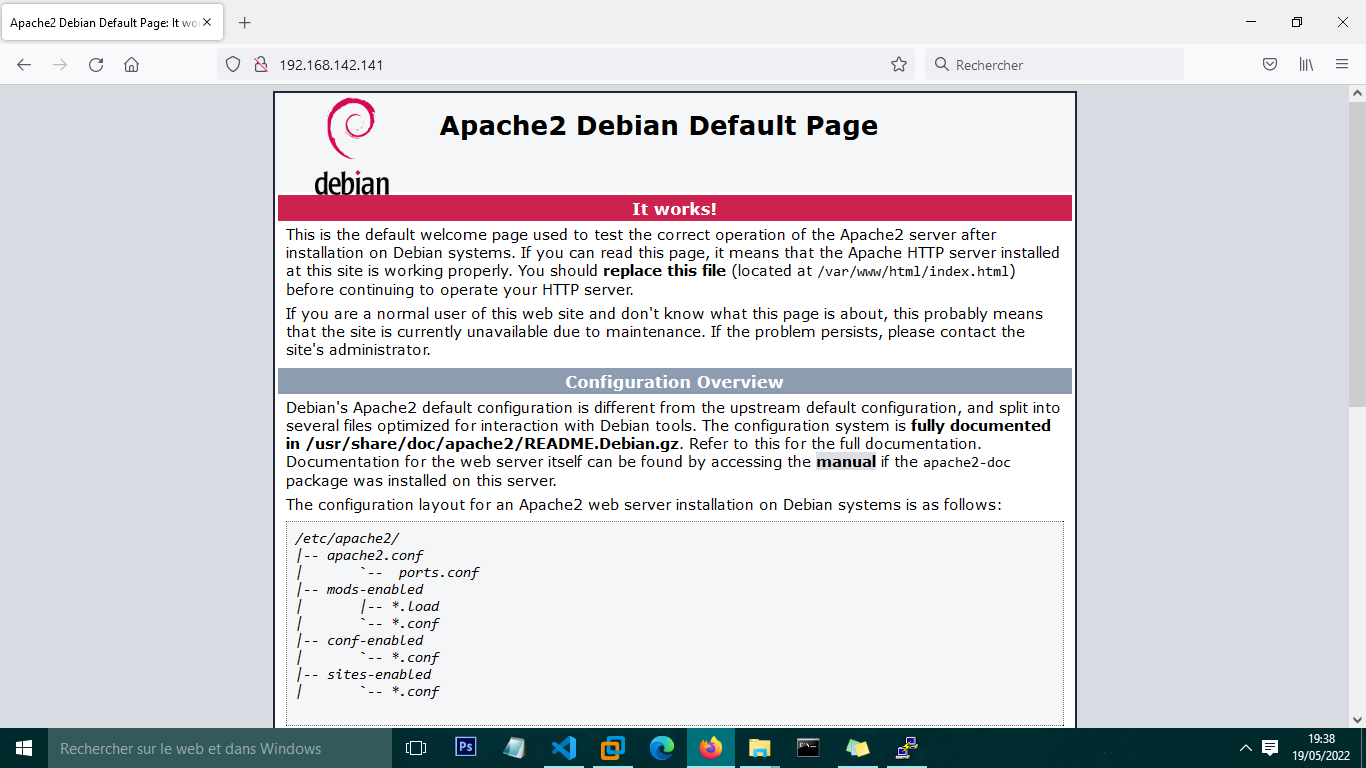 Apache2 Debian Default Page: It wo
192.168.142.141
Rechercher
debian
Apache2 Debian Default Page
It works!
This is the default welcome page used to test the correct operation of the Apache2 server after
installation on Debian systems. If you can read this page, it means that the Apache HTTP server installed
at this site is working properly. You should replace this file (located at /var/www/html/index.html)
before continuing to operate your HTTP server.
If you are a normal user of this web site and don't know what this page is about, this probably means
that the site is currently unavailable due to maintenance. If the problem persists, please contact the
site's administrator.
Configuration Overview
Debian's Apache2 default configuration is different from the upstream default configuration, and split into
several files optimized for interaction with Debian tools. The configuration system is fully documented
in /usr/share/doc/apache2/README.Debian.gz. Refer to this for the full documentation.
Documentation for the web server itself can be found by accessing the manual if the apache2-doc
package was installed on this server.
The configuration layout for an Apache2 web server installation on Debian systems is as follows:
/etc/apache2/
|-- apache2.conf
|       `--  ports.conf
|-- mods-enabled
|       |-- *.load
|       `-- *.conf
|-- conf-enabled
|       `-- *.conf
|-- sites-enabled
|       `-- *.conf
Rechercher sur le web et dans Windows
Ps
19:38
19/05/2022